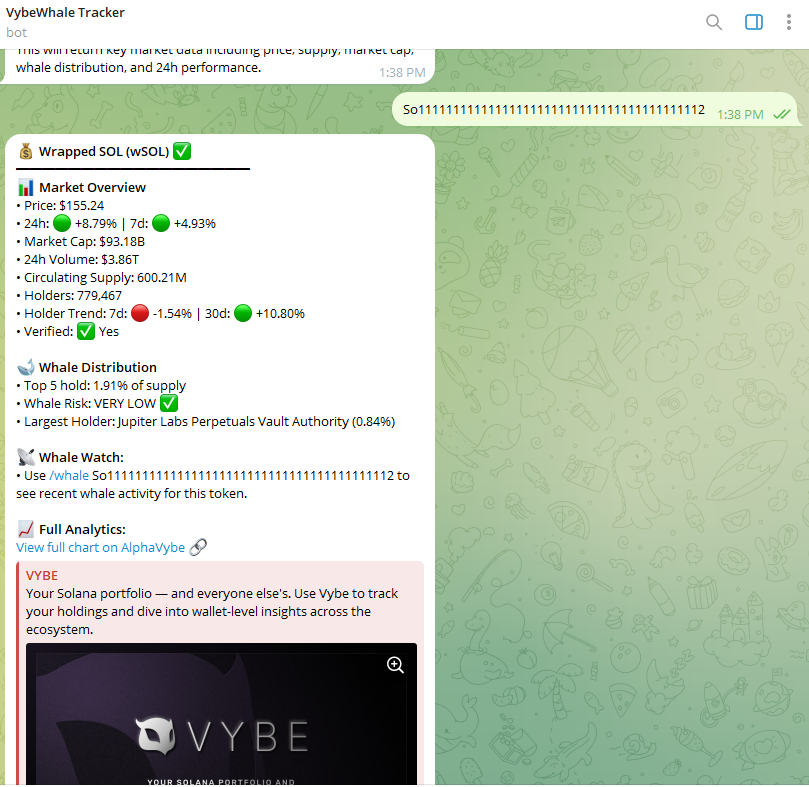 VybeWhale Tracker
bot
This will return key market data including price, supply, market cap,
whale distribution, and 24h performance.
1:38 PM
So11111111111111111111111111111111111111112
1:38 PM
Wrapped SOL (wSOL)
Market Overview
• Price: $155.24
• 24h: +8.79% | 7d: +4.93%
• Market Cap: $93.18B
• 24h Volume: $3.86T
• Circulating Supply: 600.21M
• Holders: 779,467
• Holder Trend: 7d: -1.54% | 30d: +10.80%
• Verified: Yes
Whale Distribution
• Top 5 hold: 1.91% of supply
• Whale Risk: VERY LOW
• Largest Holder: Jupiter Labs Perpetuals Vault Authority (0.84%)
Whale Watch:
• Use /whale So11111111111111111111111111111111111111112 to
see recent whale activity for this token.
Full Analytics:
View full chart on AlphaVybe
VYBE
Your Solana portfolio — and everyone else's. Use Vybe to track
your holdings and dive into wallet-level insights across the
ecosystem.
VYBE
YOUR SOLANA PORTFOLIO AND